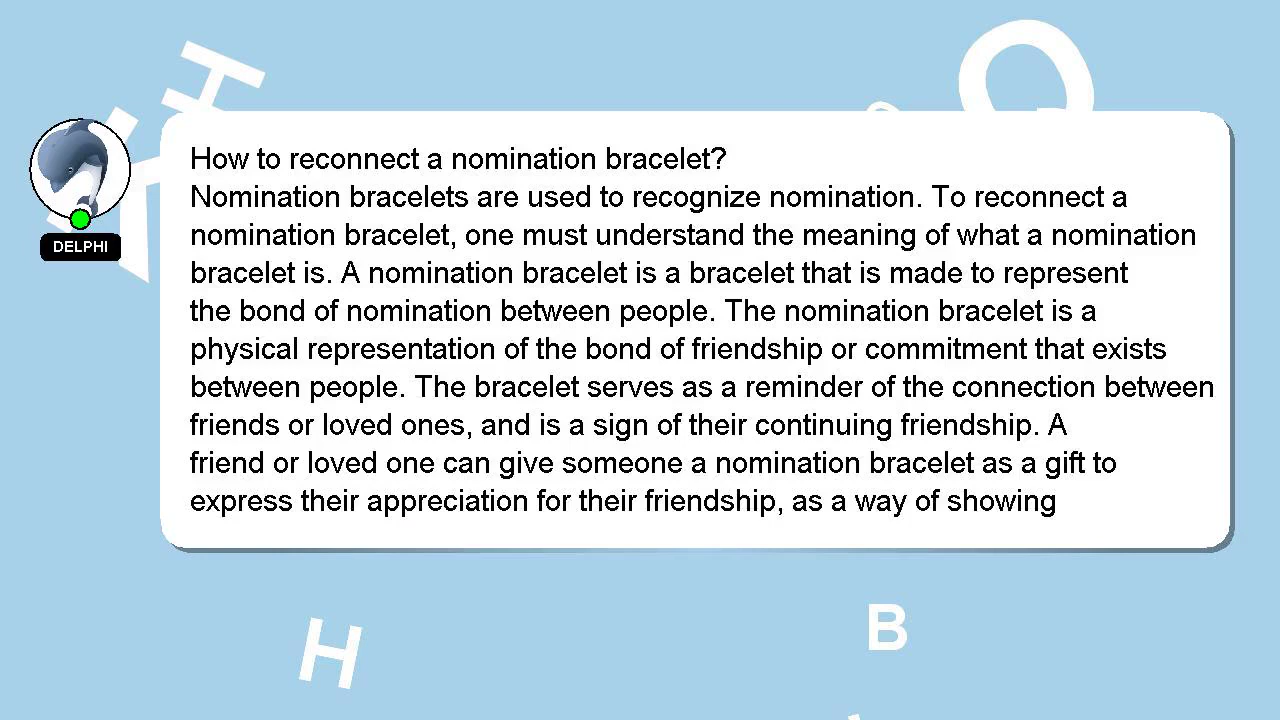 How to reconnect a nomination bracelet?
Nomination bracelets are used to recognize nomination. To reconnect a
nomination bracelet, one must understand the meaning of what a nomination
bracelet is. A nomination bracelet is a bracelet that is made to represent
the bond of nomination between people. The nomination bracelet is a
physical representation of the bond of friendship or commitment that exists
between people. The bracelet serves as a reminder of the connection between
friends or loved ones, and is a sign of their continuing friendship. A
friend or loved one can give someone a nomination bracelet as a gift to
express their appreciation for their friendship, as a way of showing
DELPHI
H
B